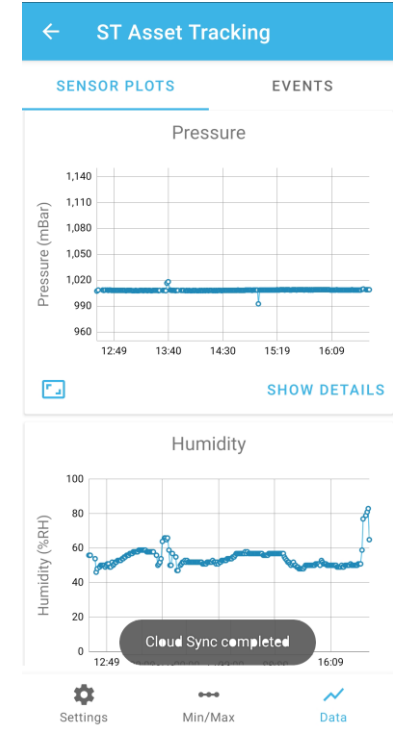 ST Asset Tracking
SENSOR PLOTS
EVENTS
Pressure
Pressure (mBar)
1,140
1,110
1,080
1,050
1,020
990
960
12:49 13:40 14:30 15:19 16:09
SHOW DETAILS
Humidity
Humidity (%RH)
100
80
60
40
20
0
12:49 16:09
Cloud Sync completed
Settings
Min/Max
Data